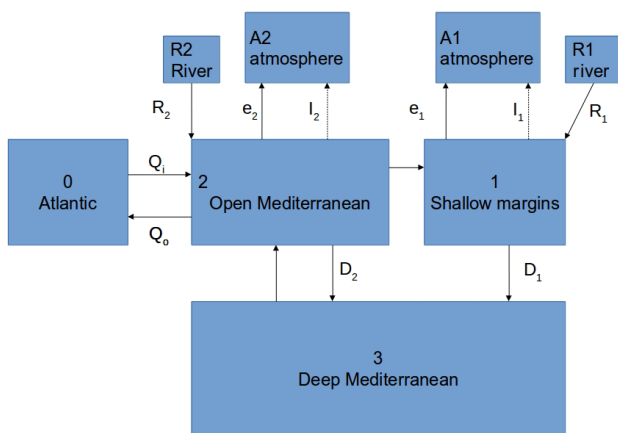 R2
River
A2
atmosphere
A1
atmosphere
R1
river
R₂
e₂
I₂
e₁
I₁
R₁
0
Atlantic
Qᵢ
Qₒ
2
Open Mediterranean
1
Shallow margins
D₂
D₁
3
Deep Mediterranean